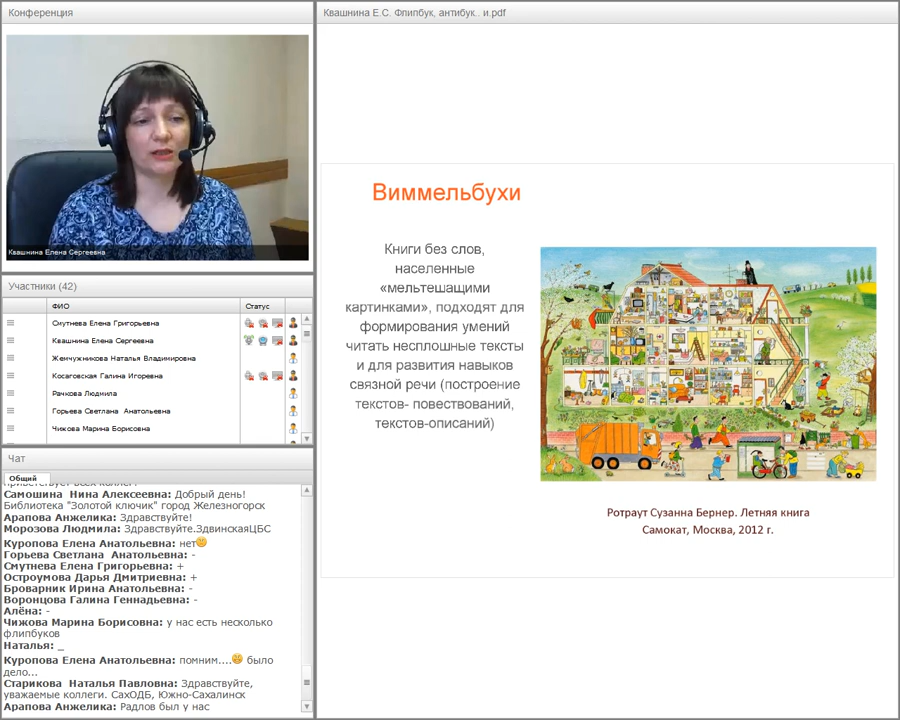 Конференция
Квашнина Елена Сергеевна
Участники (42)
ФИО Статус
Смутнева Елена Григорьевна
Квашнина Елена Сергеевна
Жемчужникова Наталья Владимировна
Косаговская Галина Игоревна
Рачкова Людмила
Горьева Светлана Анатольевна
Чижова Марина Борисовна
Чат
Общий
Самошина Нина Алексеевна: Добрый день!
Библиотека "Золотой ключик" город Железногорск
Арапова Анжелика: Здравствуйте!
Морозова Людмила: Здравствуйте.ЗдвинскаяЦБС
Куропова Елена Анатольевна: нет
Горьева Светлана Анатольевна: -
Смутнева Елена Григорьевна: +
Остроумова Дарья Дмитриевна: +
Броварник Ирина Анатольевна: -
Воронцова Галина Геннадьевна: -
Алёна: -
Чижова Марина Борисовна: у нас есть несколько
флипбуков
Наталья: _
Куропова Елена Анатольевна: помним.... было
дело...
Старикова Наталья Павловна: Здравствуйте,
уважаемые коллеги. СахОДБ, Южно-Сахалинск
Арапова Анжелика: Радлов был у нас
Квашнина Е.С. Флипбук, антибук.. и.pdf
Виммельбухи
Книги без слов,
населенные
«мельтешащими
картинками», подходят для
формирования умений
читать несплошные тексты
и для развития навыков
связной речи (построение
текстов- повествований,
текстов-описаний)
Ротраут Сузанна Бернер. Летняя книга
Самокат, Москва, 2012 г.